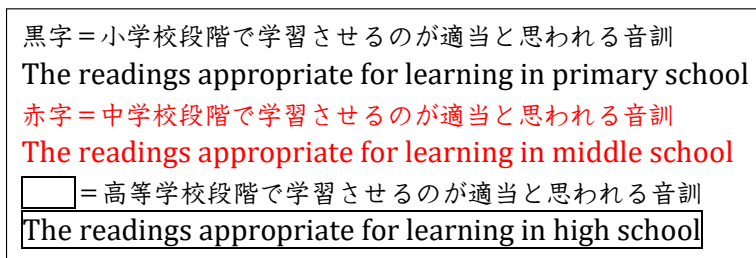 黒字＝小学校段階で学習させるのが適当と思われる音訓
The readings appropriate for learning in primary school
赤字＝中学校段階で学習させるのが適当と思われる音訓
The readings appropriate for learning in middle school
＝高等学校段階で学習させるのが適当と思われる音訓
The readings appropriate for learning in high school